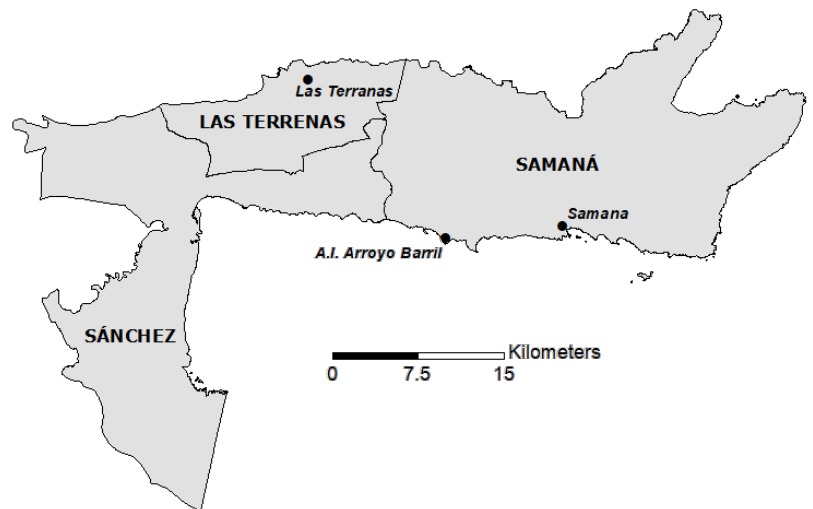 Las Terranas
LAS TERRENAS
SAMANÁ
Samana
A.I. Arroyo Barril
SÁNCHEZ
Kilometers
0 7.5 15